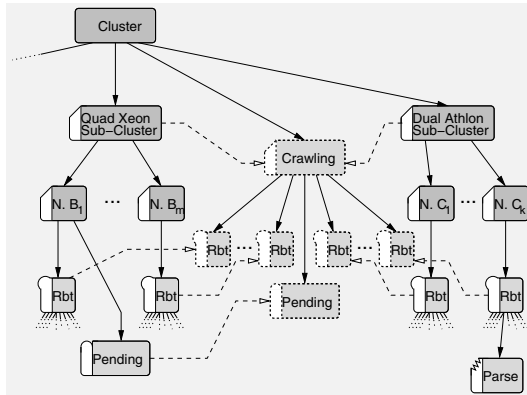 Cluster
Quad Xeon
Sub-Cluster
Dual Athlon
Sub-Cluster
Crawling
N. B1 ... Bm
N. C1 ... N. Ck
Rbt ... Rbt
Rbt ... Rbt
Rbt
Rbt
Pending
Rbt
Rbt
Pending
Parse